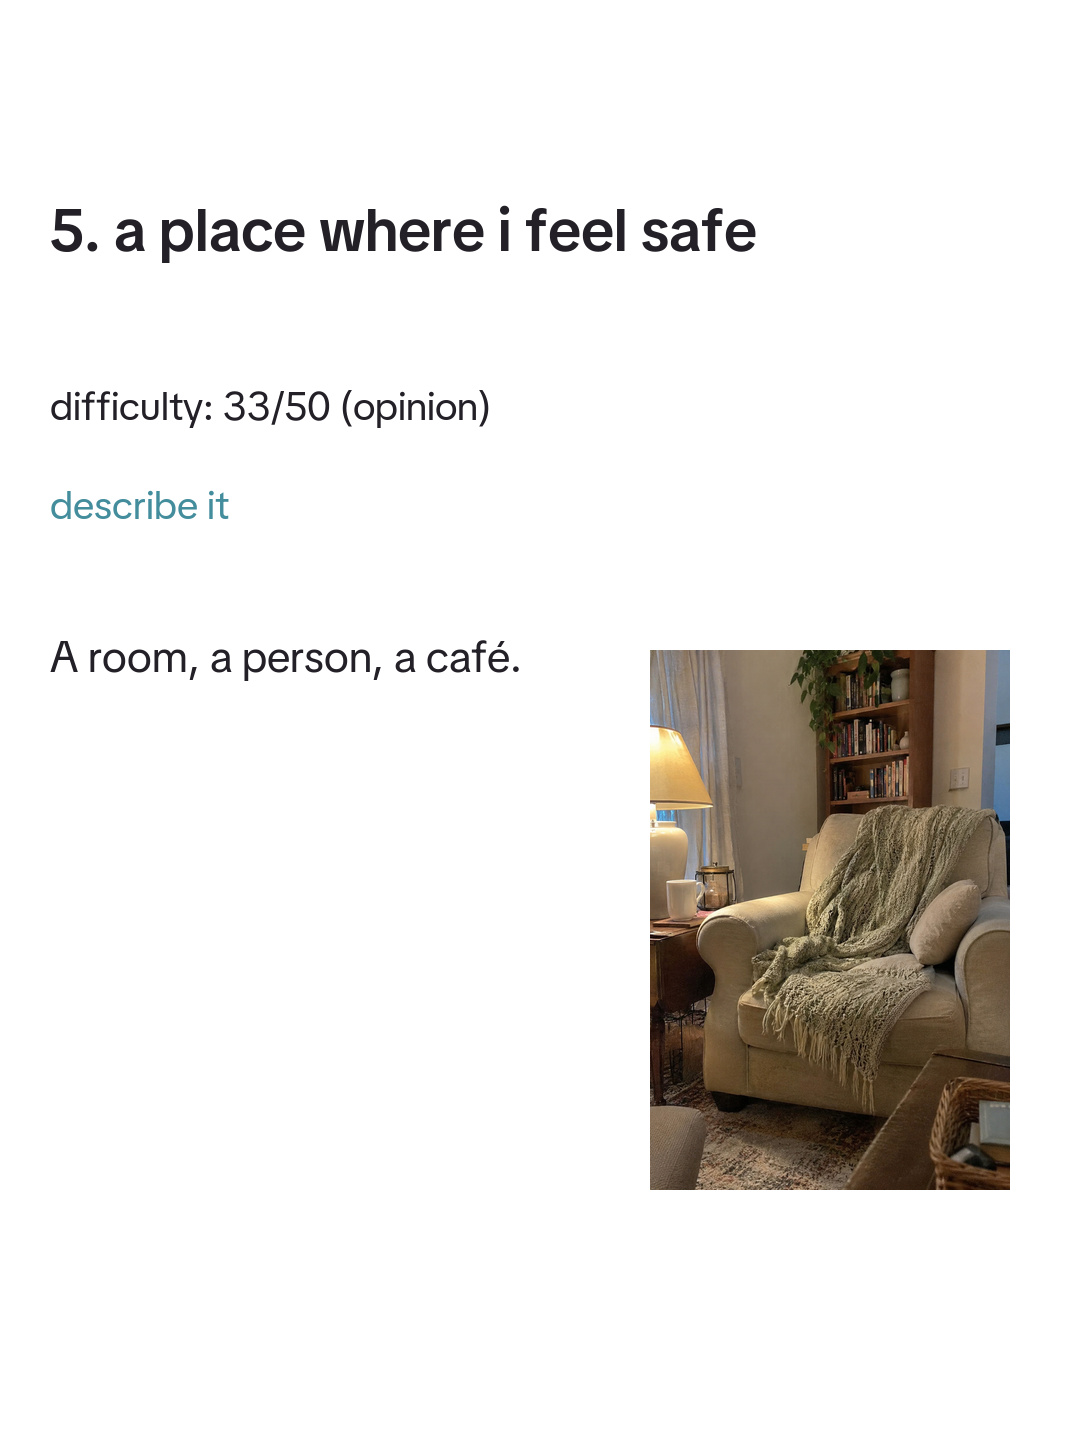 5. a place where i feel safe
difficulty: 33/50 (opinion)
describe it
A room, a person, a café.